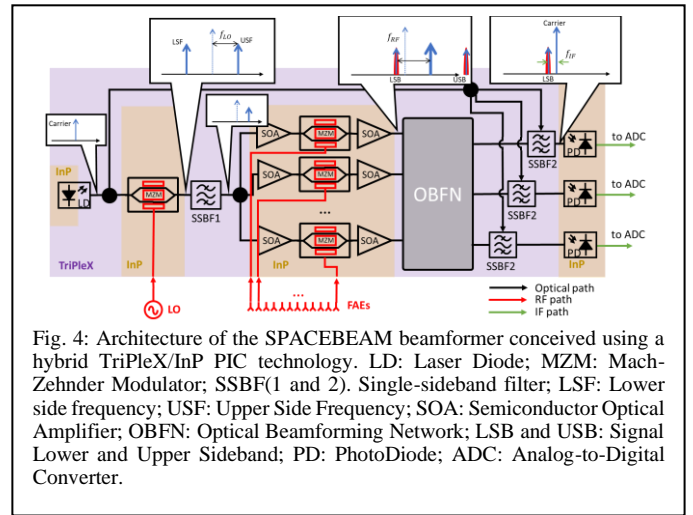 LSF
f_LO
USF
f_RF
LSB
USB
Carrier
f_IF
LSB
Carrier
InP
LD
MZM
SSBF1
SOA
MZM
SOA
SOA
MZM
SOA
...
SOA
MZM
SOA
OBFN
SSBF2
SSBF2
SSBF2
PD
PD
PD
to ADC
to ADC
to ADC
TriPleX
InP
InP
InP
LO
...
FAEs
Optical path
RF path
IF path
Fig. 4: Architecture of the SPACEBEAM beamformer conceived using a
hybrid TriPleX/InP PIC technology. LD: Laser Diode; MZM: Mach-
Zehnder Modulator; SSBF(1 and 2). Single-sideband filter; LSF: Lower
side frequency; USF: Upper Side Frequency; SOA: Semiconductor Optical
Amplifier; OBFN: Optical Beamforming Network; LSB and USB: Signal
Lower and Upper Sideband; PD: PhotoDiode; ADC: Analog-to-Digital
Converter.